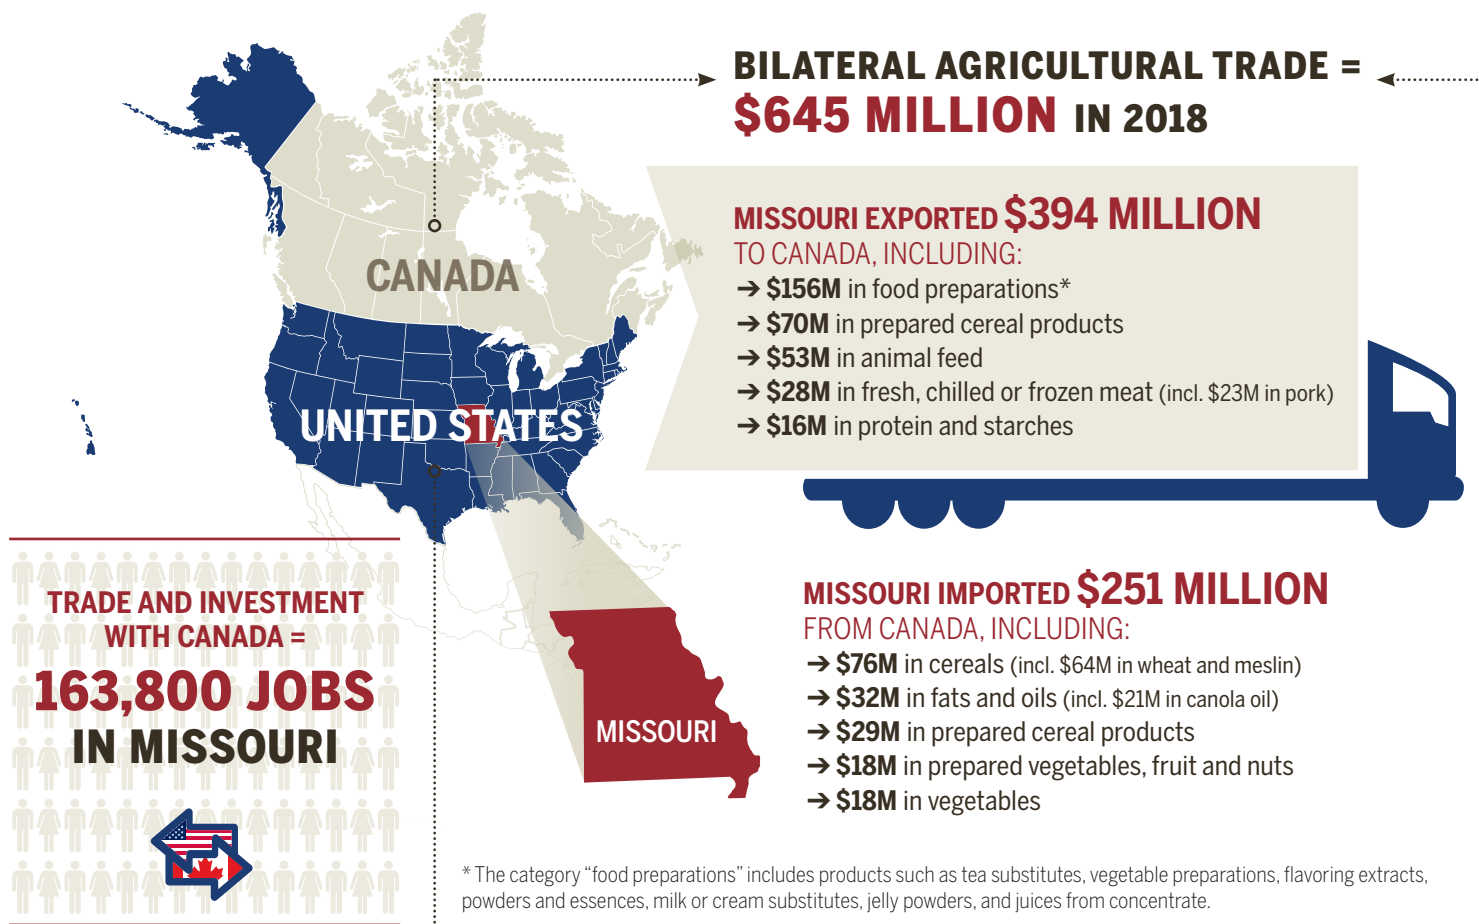 BILATERAL AGRICULTURAL TRADE =
$645 MILLION IN 2018
CANADA
UNITED STATES
MISSOURI EXPORTED $394 MILLION
TO CANADA, INCLUDING:
➔ $156M in food preparations*
➔ $70M in prepared cereal products
➔ $53M in animal feed
➔ $28M in fresh, chilled or frozen meat (incl. $23M in pork)
➔ $16M in protein and starches
TRADE AND INVESTMENT
WITH CANADA =
163,800 JOBS
IN MISSOURI
MISSOURI
MISSOURI IMPORTED $251 MILLION
FROM CANADA, INCLUDING:
➔ $76M in cereals (incl. $64M in wheat and meslin)
➔ $32M in fats and oils (incl. $21M in canola oil)
➔ $29M in prepared cereal products
➔ $18M in prepared vegetables, fruit and nuts
➔ $18M in vegetables
* The category “food preparations” includes products such as tea substitutes, vegetable preparations, flavoring extracts,
powders and essences, milk or cream substitutes, jelly powders, and juices from concentrate.